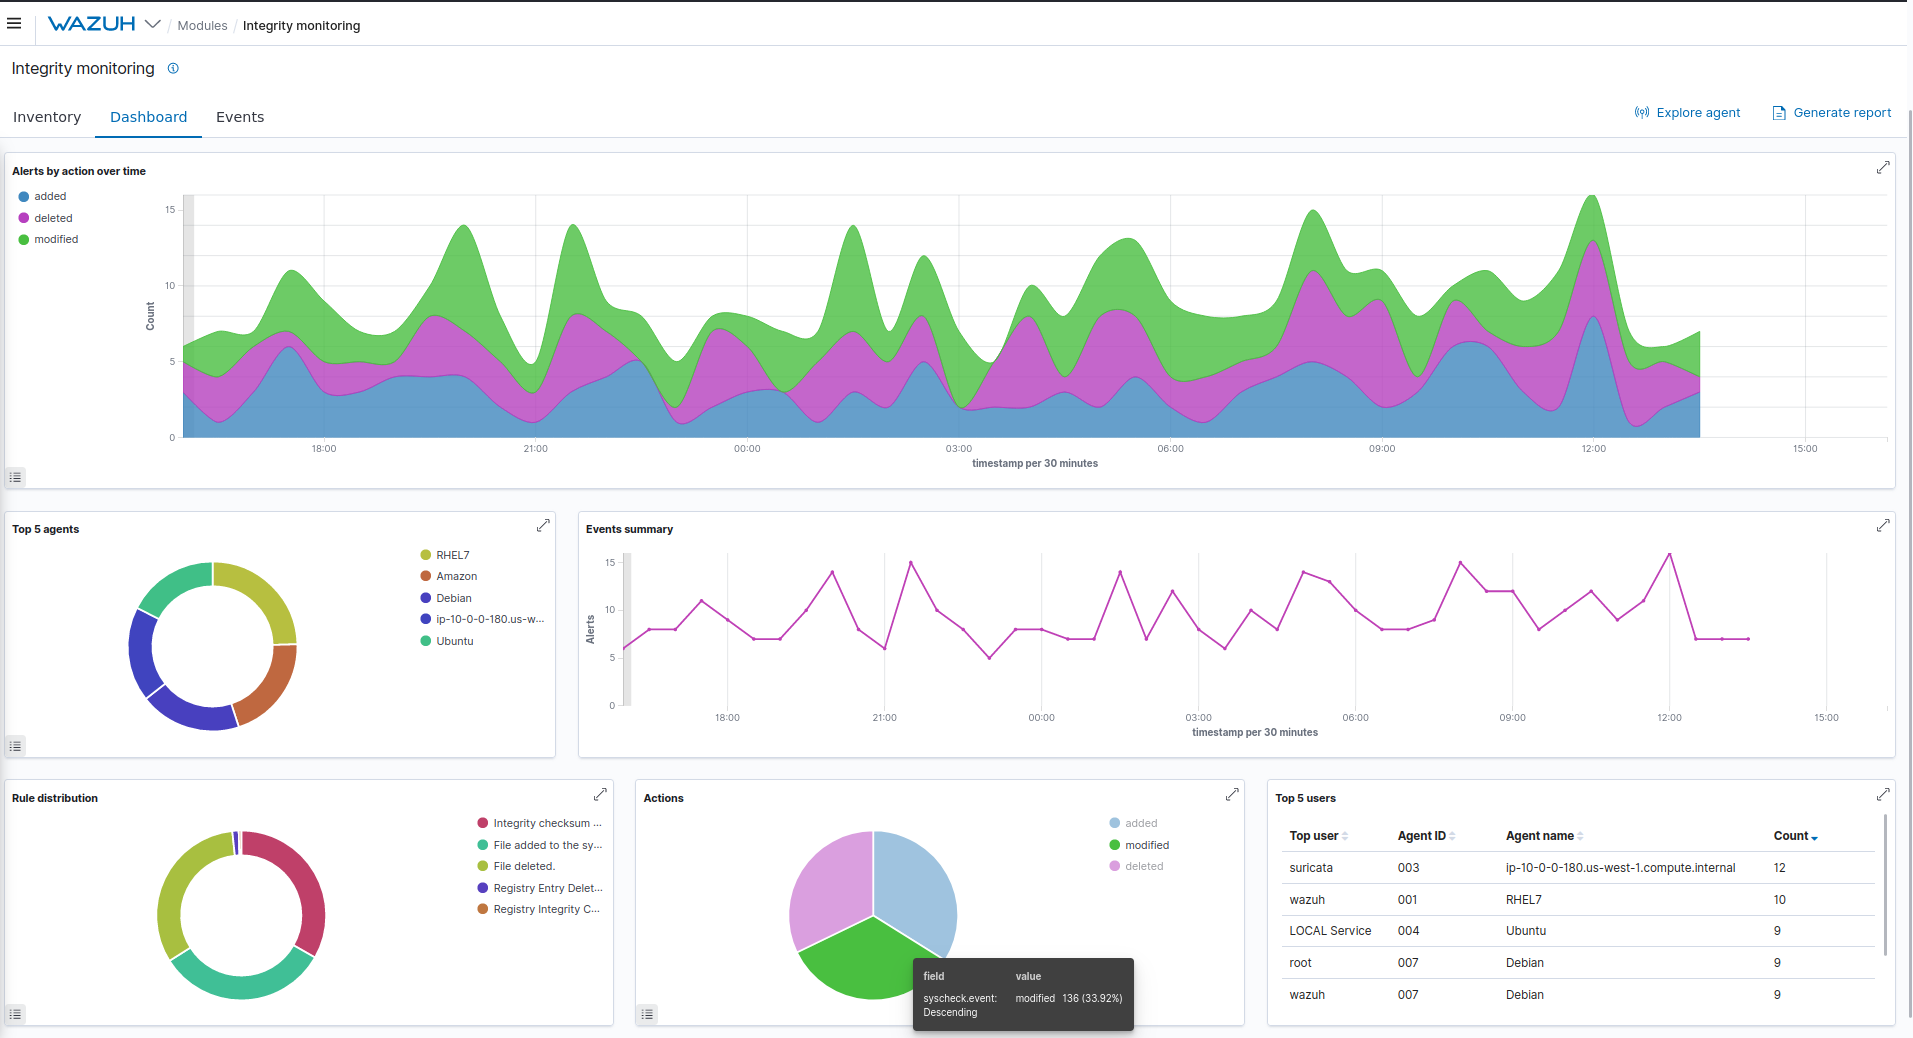 WAZUH / Modules / Integrity monitoring
Integrity monitoring
Inventory Dashboard Events Explore agent Generate report
Alerts by action over time
added
deleted
modified
Count
15
10
5
0
18:00 21:00 00:00 03:00 06:00 09:00 12:00 15:00
timestamp per 30 minutes
Top 5 agents
RHEL7
Amazon
Debian
ip-10-0-0-180.us-w...
Ubuntu
Events summary
Alerts
15
10
5
0
18:00 21:00 00:00 03:00 06:00 09:00 12:00 15:00
timestamp per 30 minutes
Rule distribution
Integrity checksum ...
File added to the sy...
File deleted.
Registry Entry Delet...
Registry Integrity C...
Actions
added
modified
deleted
field value
syscheck.event: modified 136 (33.92%)
Descending
Top 5 users
Top user Agent ID Agent name Count
suricata 003 ip-10-0-0-180.us-west-1.compute.internal 12
wazuh 001 RHEL7 10
LOCAL Service 004 Ubuntu 9
root 007 Debian 9
wazuh 007 Debian 9